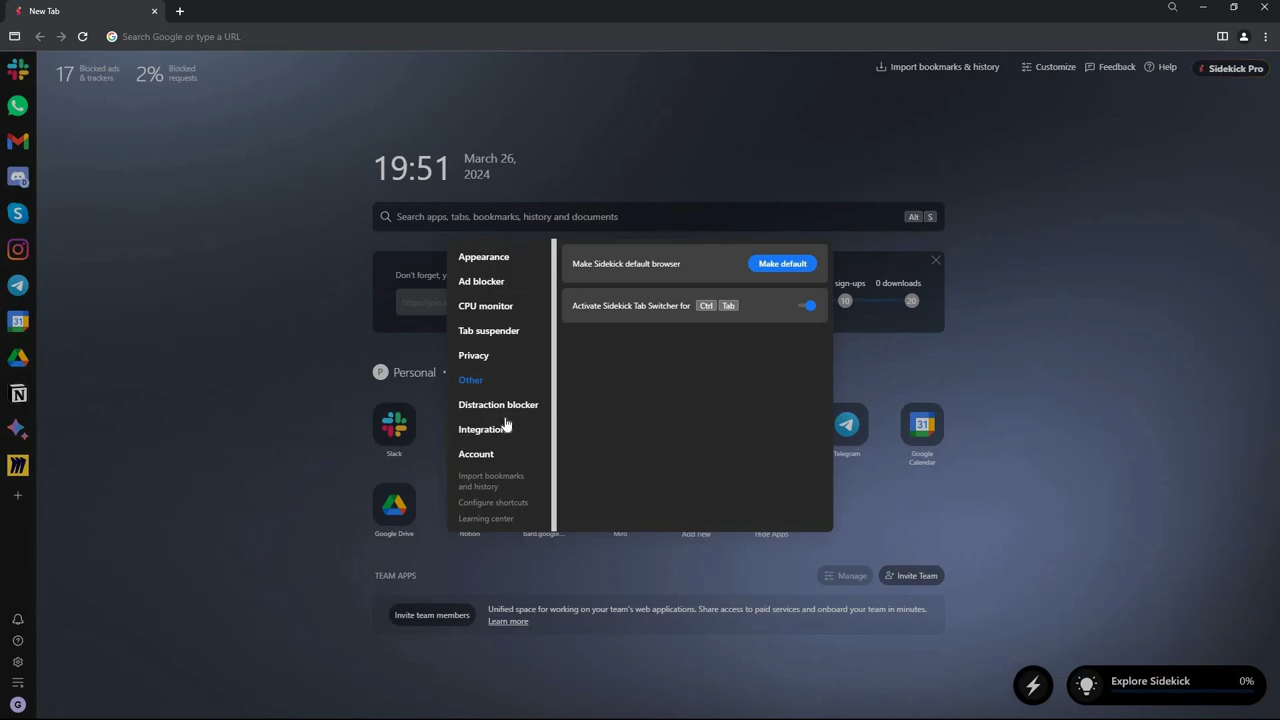 New Tab
Search Google or type a URL
17 Blocked ads & trackers
2% Blocked requests
Import bookmarks & history
Customize
Feedback
Help
Sidekick Pro
19:51
March 26, 2024
Search apps, tabs, bookmarks, history and documents
Alt S
Don't forget, y
sign-ups
0 downloads
10
20
Appearance
Ad blocker
CPU monitor
Tab suspender
Privacy
Other
Distraction blocker
Integration
Account
Import bookmarks
and history
Configure shortcuts
Learning center
Make Sidekick default browser
Make default
Activate Sidekick Tab Switcher for Ctrl Tab
P Personal
Slack
Telegram
31
Google
Calendar
Google Drive
Notion
bard.google...
Miro
Add new
Hide Apps
TEAM APPS
Manage
Invite Team
Invite team members
Unified space for working on your team's web applications. Share access to paid services and onboard your team in minutes.
Learn more
Explore Sidekick
0%
G